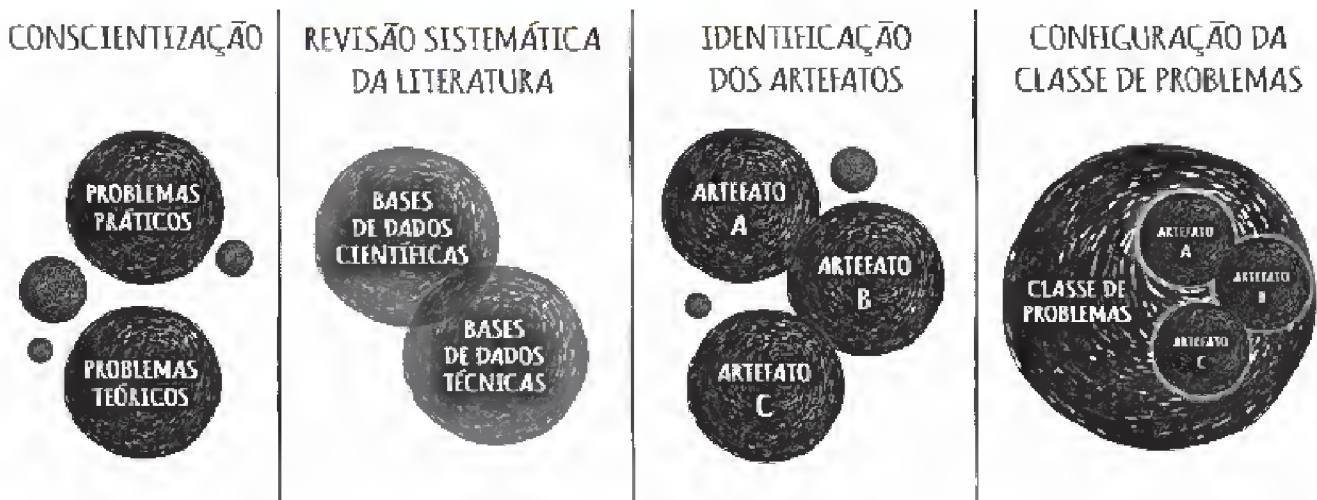 CONSCIENTIZAÇÃO
PROBLEMAS
PRÁTICOS
PROBLEMAS
TEÓRICOS
REVISÃO SISTEMÁTICA
DA LITERATURA
BASES
DE DADOS
CIENTÍFICAS
BASES
DE DADOS
TÉCNICAS
IDENTIFICAÇÃO
DOS ARTEFATOS
ARTEFATO
A
ARTEFATO
B
ARTEFATO
C
CONFIGURAÇÃO DA
CLASSE DE PROBLEMAS
CLASSE DE
PROBLEMAS
ARTEFATO
A
ARTEFATO
B
ARTEFATO
C